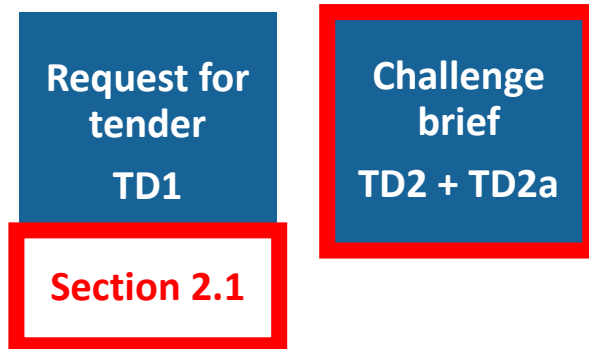 Request for
tender
TD1
Section 2.1
Challenge
brief
TD2 + TD2a